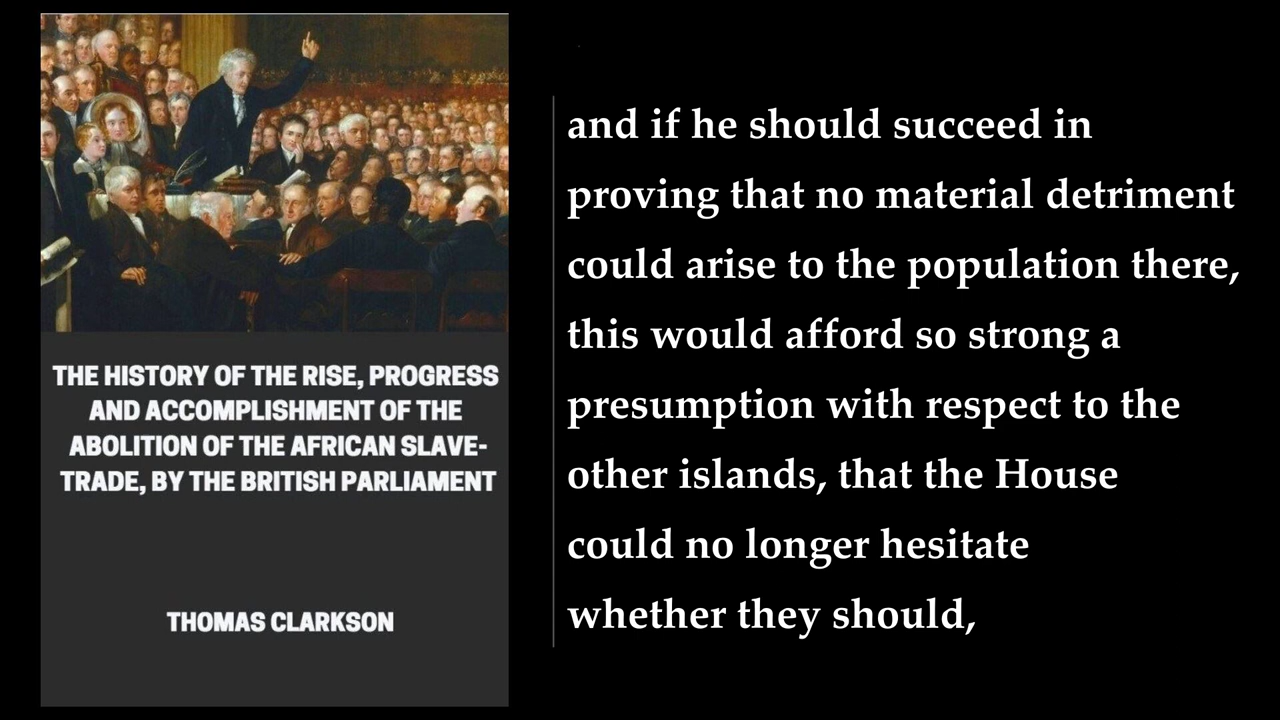 THE HISTORY OF THE RISE, PROGRESS
AND ACCOMPLISHMENT OF THE
ABOLITION OF THE AFRICAN SLAVE-
TRADE, BY THE BRITISH PARLIAMENT
THOMAS CLARKSON
and if he should succeed in
proving that no material detriment
could arise to the population there,
this would afford so strong a
presumption with respect to the
other islands, that the House
could no longer hesitate
whether they should,